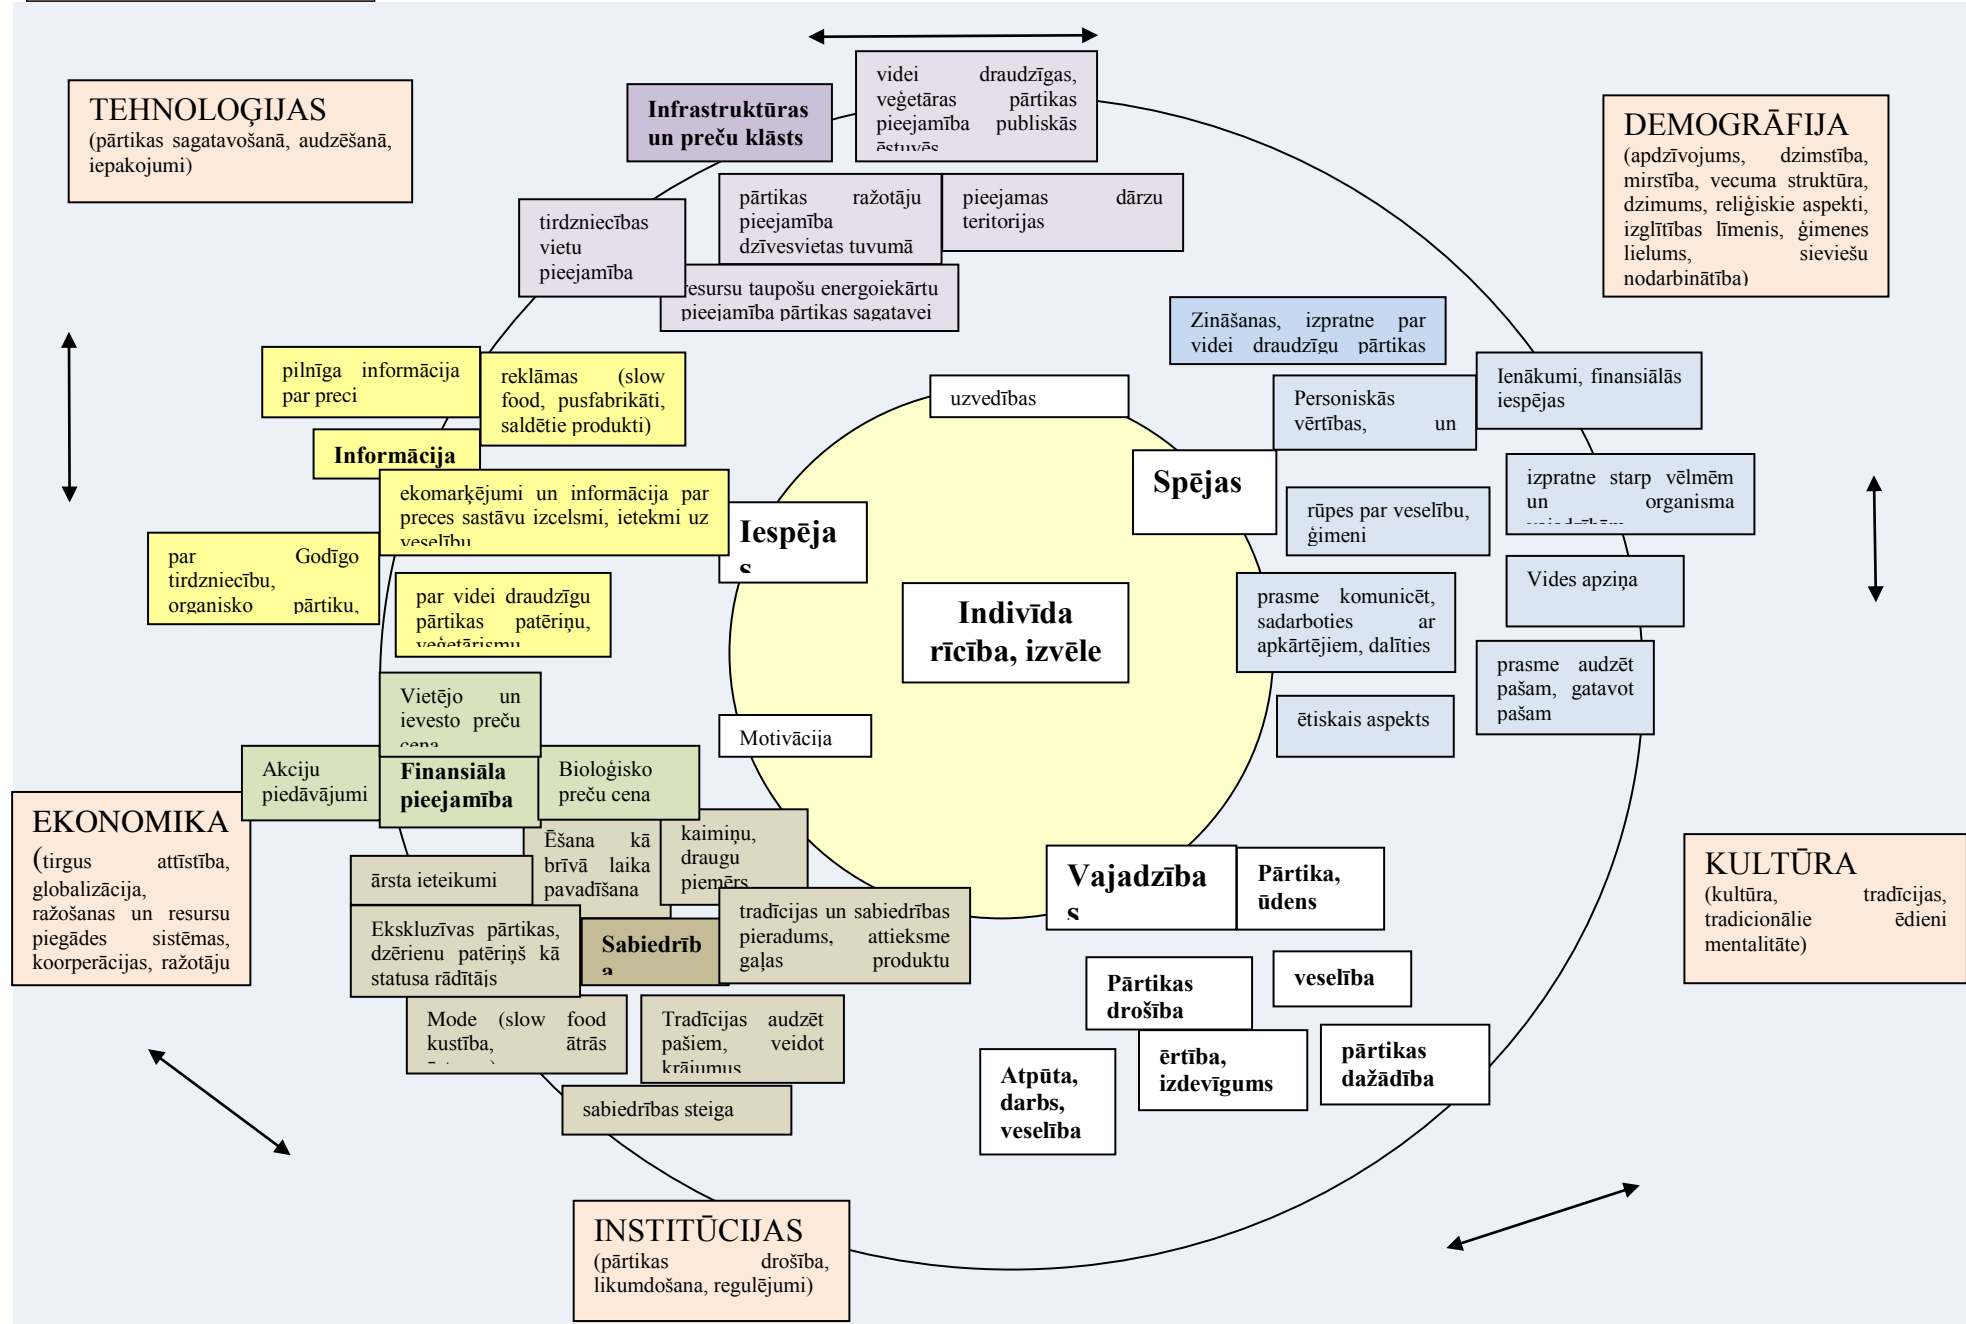 TEHNOLOĢIJAS
(pārtikas sagatavošanā, audzēšanā,
iepakojumi)
Infrastruktūras
un preču klāsts
videi draudzīgas,
veģetāras pārtikas
pieejamība publiskās
ēstuvēs
DEMOGRĀFIJA
(apdzīvojums, dzimstība,
mirstība, vecuma struktūra,
dzimums, reliģiskie aspekti,
izglītības līmenis, ģimenes
lielums, sieviešu
nodarbinātība)
tirdzniecības
vietu
pieejamība
pārtikas ražotāju
pieejamība
dzīvesvietas tuvumā
pieejamas dārzu
teritorijas
resursu taupošu energoiekārtu
pieejamība pārtikas sagatavei
Zināšanas, izpratne par
videi draudzīgu pārtikas
pilnīga informācija
par preci
reklāmas (slow
food, pusfabrikāti,
saldētie produkti)
Informācija
ekomarķējumi un informācija par
preces sastāvu izcelsmi, ietekmi uz
veselību
par Godīgo
tirdzniecību,
organisko pārtiku,
par videi draudzīgu
pārtikas patēriņu,
veģetārismu
uzvedības
Personiskās
vērtības, un
Ienākumi, finansiālās
iespējas
Spējas
izpratne starp vēlmēm
un organisma
vajadzībām
rūpes par veselību,
ģimeni
Iespēja
s
Vides apziņa
Indivīda
rīcība, izvēle
prasme komunicēt,
sadarboties ar
apkārtējiem, dalīties
prasme audzēt
pašam, gatavot
pašam
ētiskais aspekts
Motivācija
Vietējo un
ievesto preču
cena
Akciju
piedāvājumi
Finansiāla
pieejamība
Bioloģisko
preču cena
EKONOMIKA
(tirgus attīstība,
globalizācija,
ražošanas un resursu
piegādes sistēmas,
koorperācijas, ražotāju
Ēšana kā
brīvā laika
pavadīšana
kaimiņu,
draugu
piemērs
ārsta ieteikumi
Ekskluzīvas pārtikas,
dzērienu patēriņš kā
statusa rādītājs
Sabiedrīb
a
tradīcijas un sabiedrības
pieradums, attieksme
gaļas produktu
Mode (slow food
kustība, ātrās
Tradīcijas audzēt
pašiem, veidot
krājumus
sabiedrības steiga
Vajadzība
s
Pārtika,
ūdens
Pārtikas
drošība
veselība
Atpūta,
darbs,
veselība
ērtība,
izdevīgums
pārtikas
dažādība
KULTŪRA
(kultūra, tradīcijas,
tradicionālie ēdieni
mentalitāte)
INSTITŪCIJAS
(pārtikas drošība,
likumdošana, regulējumi)